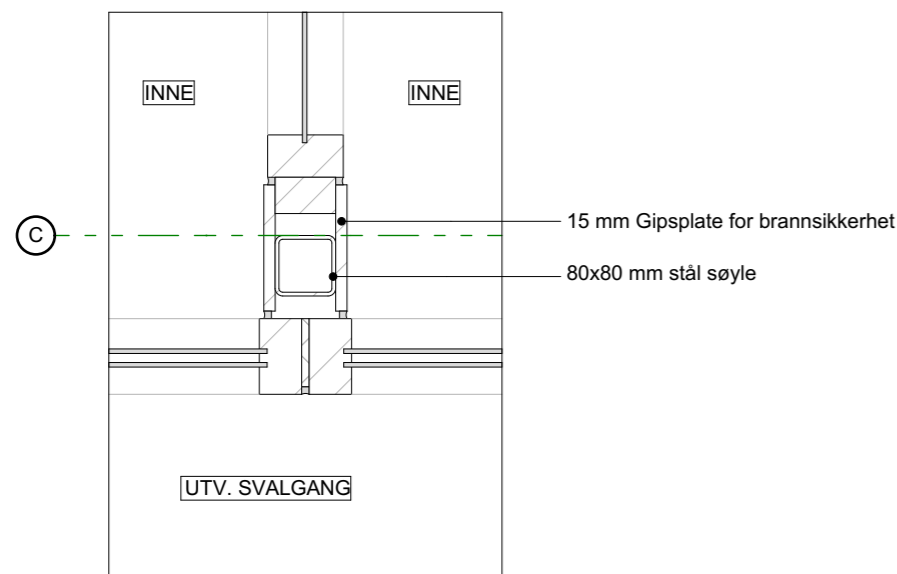 INNE
INNE
C
15 mm Gipsplate for brannsikkerhet
80x80 mm stål søyle
UTV. SVALGANG